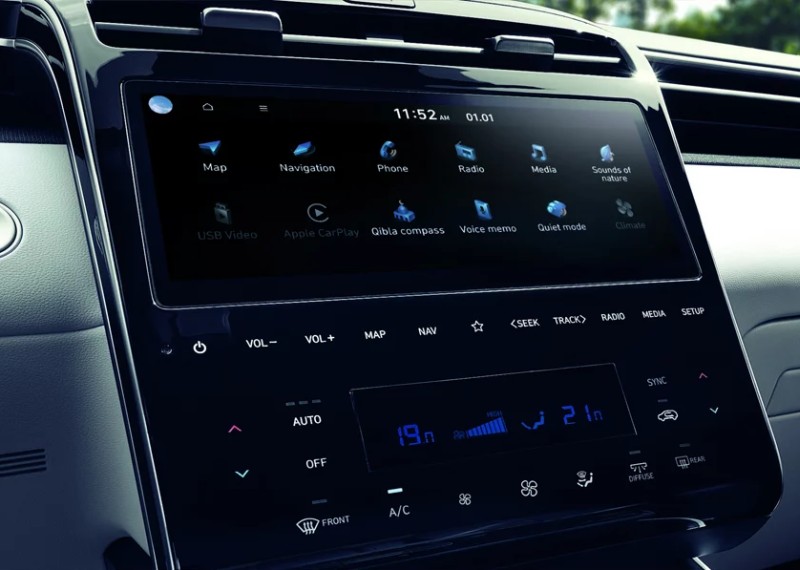 11:52 AM 01.01
Map Navigation Phone Radio Media Sounds of
nature
USB Video Apple CarPlay Qibla compass Voice memo Quiet mode Climate
VOL− VOL+ MAP NAV <SEEK TRACK> RADIO MEDIA SETUP
SYNC
AUTO
19.0 21.0
OFF
FRONT A/C DIFFUSE REAR